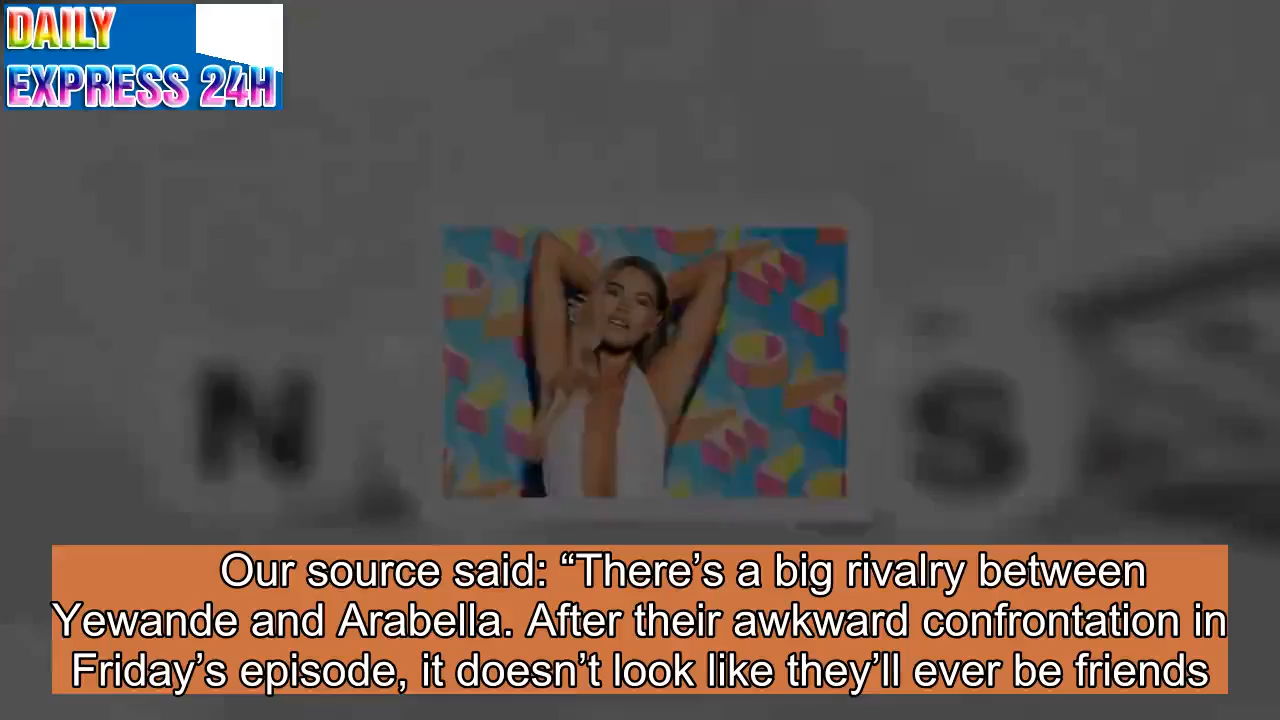 DAILY
EXPRESS 24H
N S
Our source said: “There’s a big rivalry between
Yewande and Arabella. After their awkward confrontation in
Friday’s episode, it doesn’t look like they’ll ever be friends